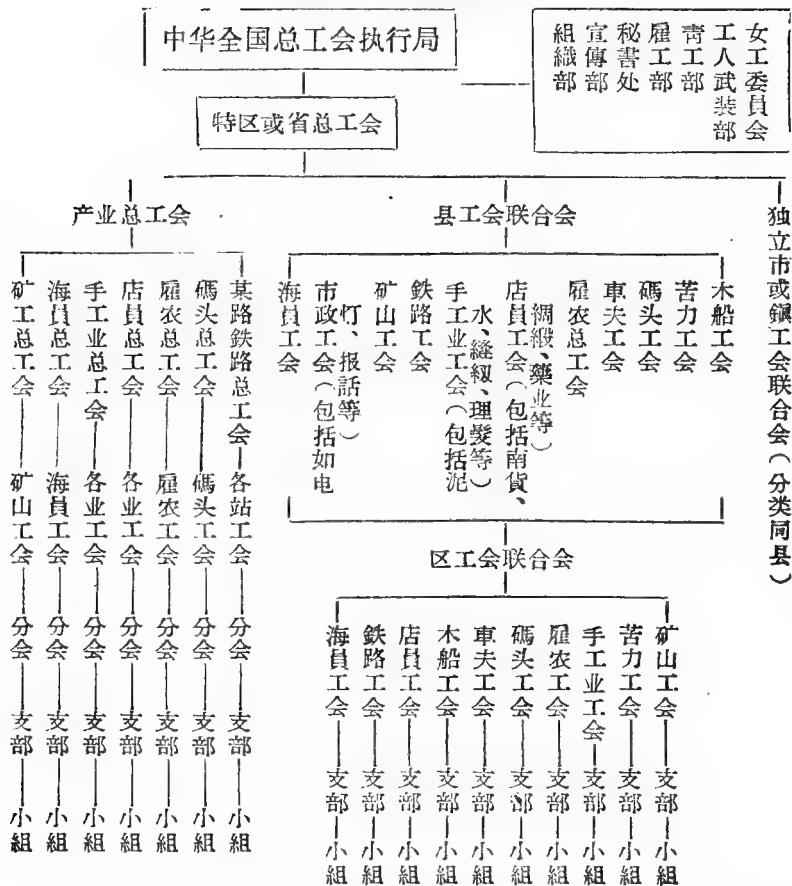 中华全国总工会执行局
組織部
宣傳部
秘書处
雇工部
青工部
工人武装部
女工委員会
特区或省总工会
产业总工会
县工会联合会
独立市或鎭工会联合会（分类同县）
矿工总工会——矿山工会——分会——支部——小組
海員总工会——海員工会——分会——支部——小組
手工业总工会——各业工会——分会——支部——小組
店員总工会——各业工会——分会——支部——小組
雇农总工会——雇农工会——分会——支部——小組
碼头总工会——碼头工会——分会——支部——小組
某路鉄路总工会——各站工会——分会——支部——小組
海員工会
市政工会（包括如电
灯、报話等）
矿山工会
鉄路工会
手工业工会（包括泥
水、縫紉、理髮等）
店員工会（包括南貨、
綢緞、藥业等）
雇农总工会
車夫工会
碼头工会
苦力工会
木船工会
区工会联合会
海員工会——支部——小組
鉄路工会——支部——小組
店員工会——支部——小組
木船工会——支部——小組
車夫工会——支部——小組
碼头工会——支部——小組
雇农工会——支部——小組
手工业工会——支部——小組
苦力工会——支部——小組
矿山工会——支部——小組